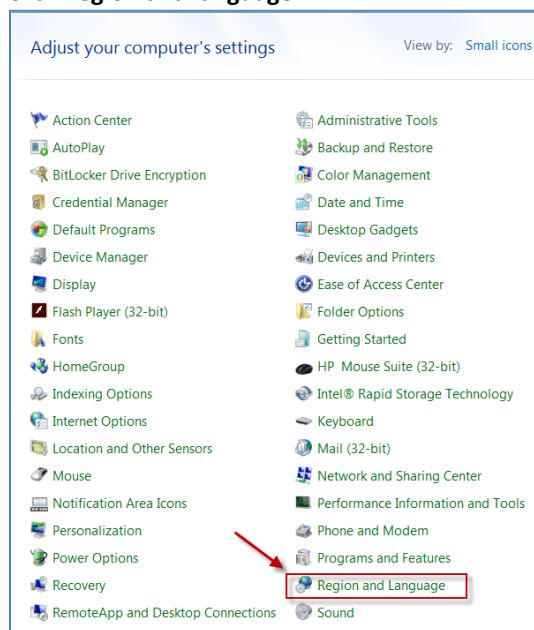 Adjust your computer's settings View by: Small icons
Action Center Administrative Tools
AutoPlay Backup and Restore
BitLocker Drive Encryption Color Management
Credential Manager Date and Time
Default Programs Desktop Gadgets
Device Manager Devices and Printers
Display Ease of Access Center
Flash Player (32-bit) Folder Options
Fonts Getting Started
HomeGroup HP Mouse Suite (32-bit)
Indexing Options Intel® Rapid Storage Technology
Internet Options Keyboard
Location and Other Sensors Mail (32-bit)
Mouse Network and Sharing Center
Notification Area Icons Performance Information and Tools
Personalization Phone and Modem
Power Options Programs and Features
Recovery Region and Language
RemoteApp and Desktop Connections Sound